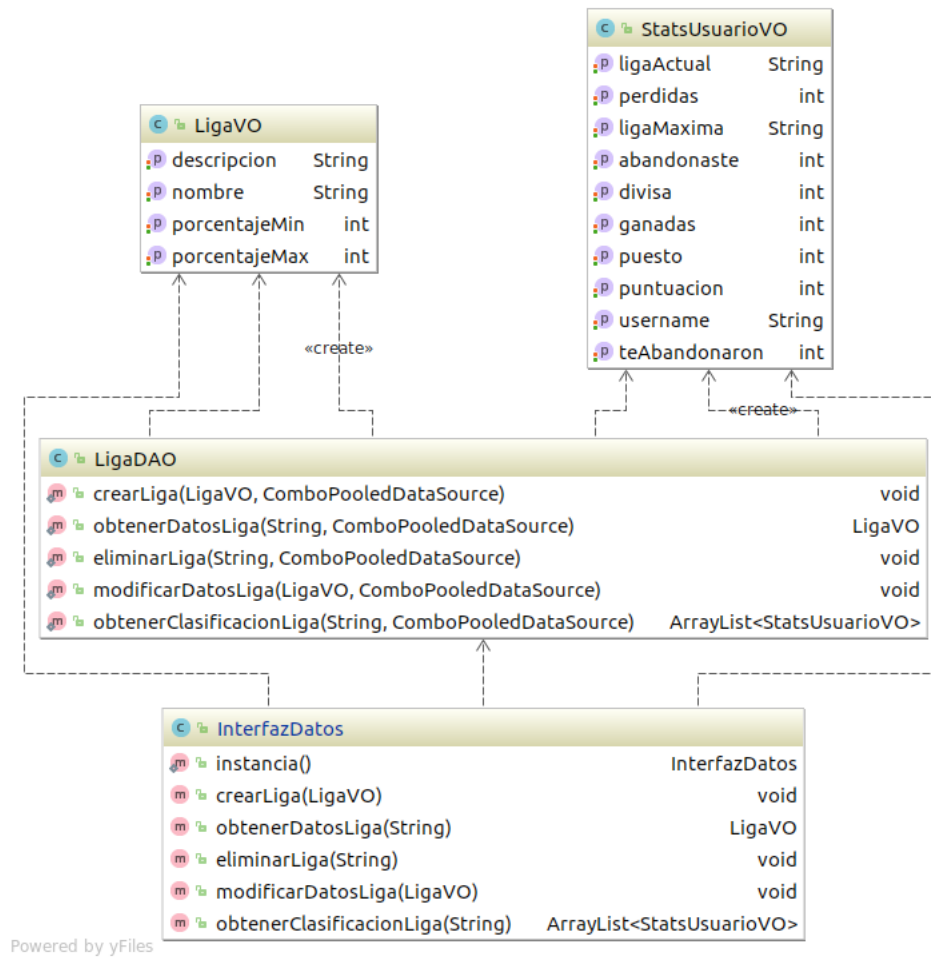 StatsUsuarioVO
ligaActual String
perdidas int
ligaMaxima String
abandonaste int
divisa int
ganadas int
puesto int
puntuacion int
username String
teAbandonaron int
LigaVO
descripcion String
nombre String
porcentajeMin int
porcentajeMax int
«create»
«create»
LigaDAO
crearLiga(LigaVO, ComboPooledDataSource) void
obtenerDatosLiga(String, ComboPooledDataSource) LigaVO
eliminarLiga(String, ComboPooledDataSource) void
modificarDatosLiga(LigaVO, ComboPooledDataSource) void
obtenerClasificacionLiga(String, ComboPooledDataSource) ArrayList<StatsUsuarioVO>
InterfazDatos
instancia() InterfazDatos
crearLiga(LigaVO) void
obtenerDatosLiga(String) LigaVO
eliminarLiga(String) void
modificarDatosLiga(LigaVO) void
obtenerClasificacionLiga(String) ArrayList<StatsUsuarioVO>
Powered by yFiles